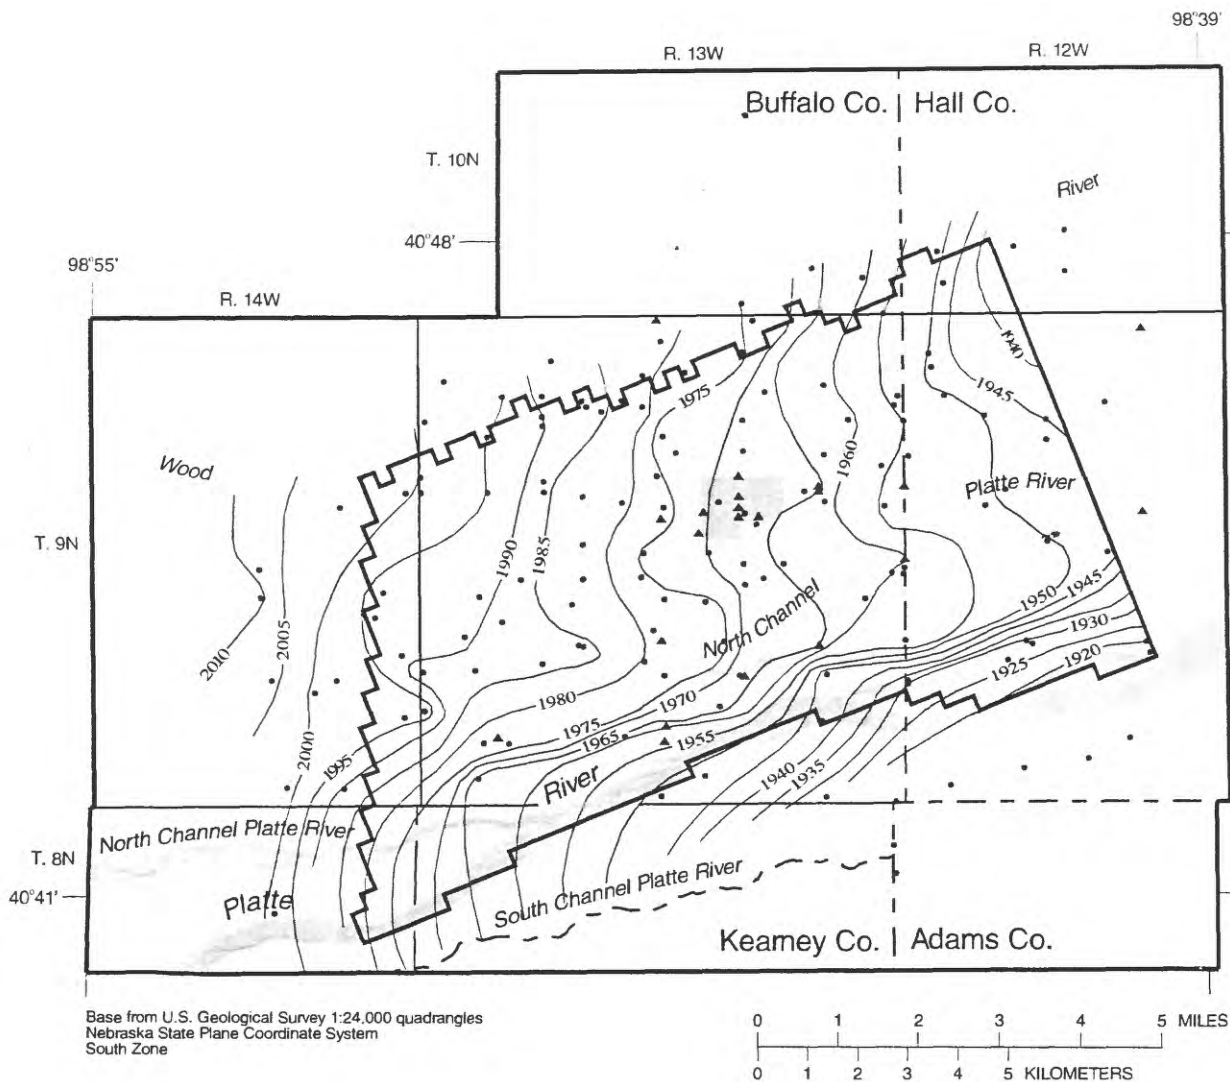 98°39'
R. 13W
R. 12W
Buffalo Co.
Hall Co.
T. 10N
River
40°48'
98°55'
R. 14W
1940
1975
1945
Wood
1960
Platte River
1990
1985
T. 9N
North Channel
1950
1945
2005
2010
1930
1925
1920
1980
1970
1975
1965
1955
2000
1995
1940
1935
River
North Channel Platte River
T. 8N
40°41'
Platte
South Channel Platte River
Kearney Co.
Adams Co.
Base from U.S. Geological Survey 1:24,000 quadrangles
Nebraska State Plane Coordinate System
South Zone
0 1 2 3 4 5 MILES
0 1 2 3 4 5 KILOMETERS